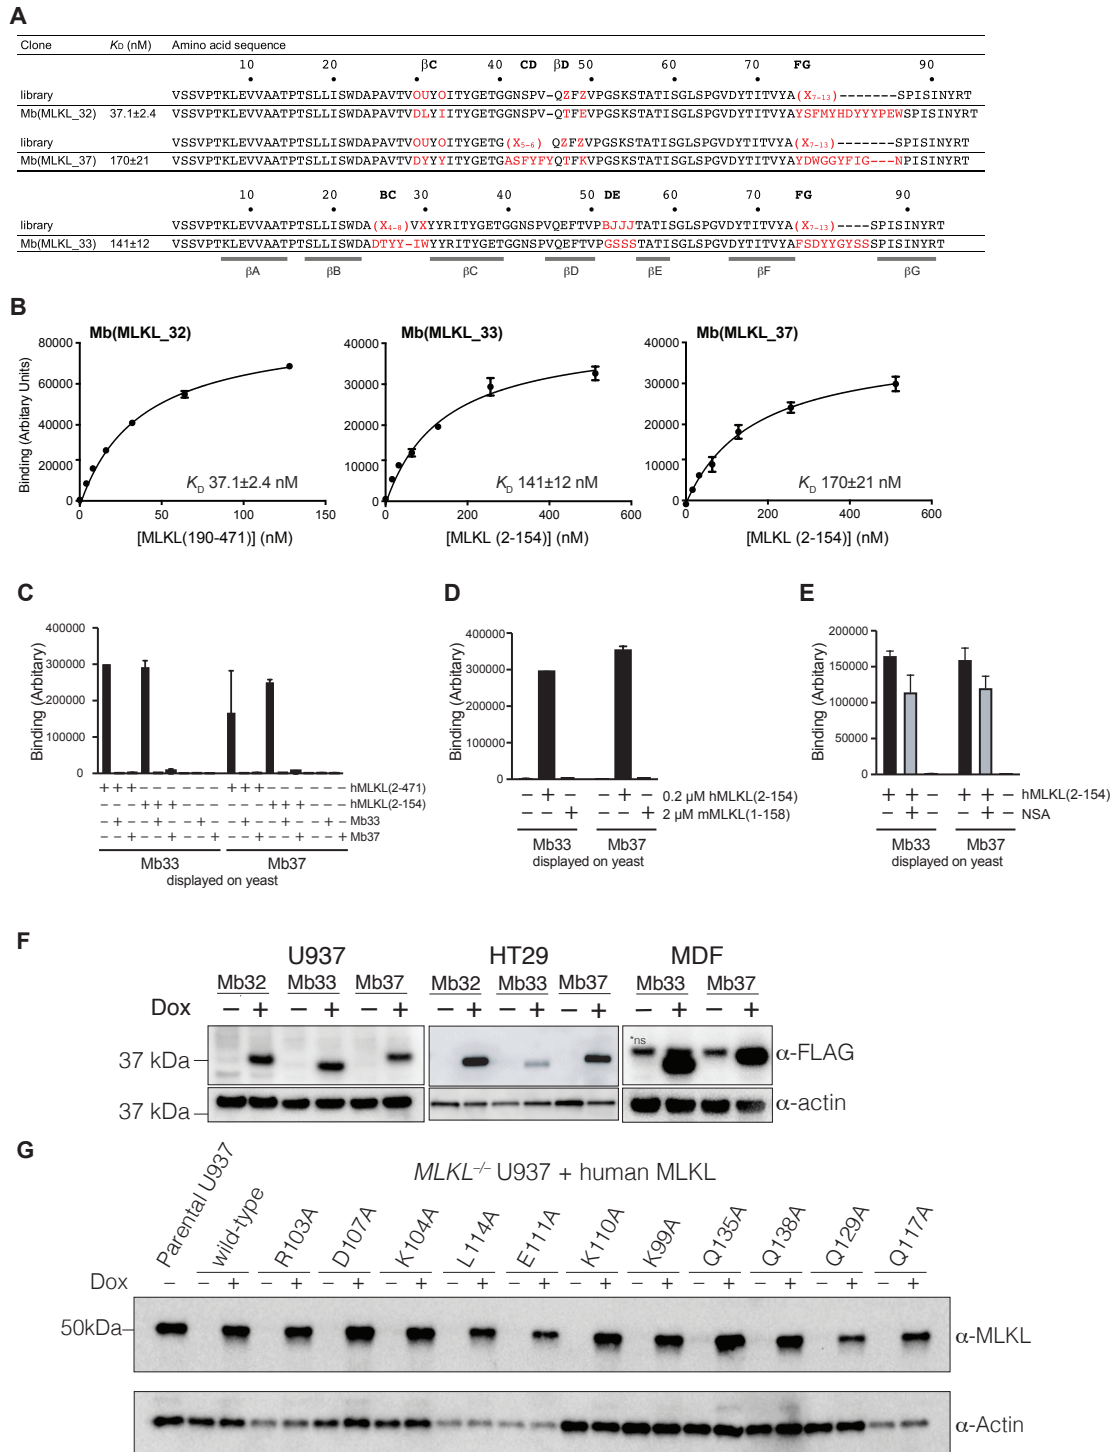 A
Clone KD (nM) Amino acid sequence
10 20 βC 40 CD βD 50 60 70 FG 90
library VSSVPTKLEVVAATPTSLLISWDAPAVTVOUYOITYGETGGNSPV-QZFZVPGSKSTATISGLSPGVDYTITVYA(X7-13)-------SPISINYRT
Mb(MLKL_32) 37.1±2.4 VSSVPTKLEVVAATPTSLLISWDAPAVTVDLYIITYGETGGNSPV-QTFEVPGSKSTATISGLSPGVDYTITVYAYSFMYHDYYYPEWSPISINYRT
library VSSVPTKLEVVAATPTSLLISWDAPAVTVOUYOITYGETG(X5-6) QZFZVPGSKSTATISGLSPGVDYTITVYA(X7-13)-------SPISINYRT
Mb(MLKL_37) 170±21 VSSVPTKLEVVAATPTSLLISWDAPAVTVDYYYITYGETGASFYFYQTFKVPGSKSTATISGLSPGVDYTITVYAYDWGGYFIG---NPISINYRT
10 20 BC 30 40 50 DE 60 70 FG 90
library VSSVPTKLEVVAATPTSLLISWDA(X4-8)VXYYRITYGETGGNSPVQEFTVPBJJJTATISGLSPGVDYTITVYA(X7-13)----SPISINYRT
Mb(MLKL_33) 141±12 VSSVPTKLEVVAATPTSLLISWDADTYY-IWYYRITYGETGGNSPVQEFTVPGSSSTATISGLSPGVDYTITVYAFSDYYGYSSSPISINYRT
βA βB βC βD βE βF βG
B
Mb(MLKL_32) Mb(MLKL_33) Mb(MLKL_37)
Binding (Arbitary Units)
80000
60000
40000
20000
0
0 50 100 150
KD 37.1±2.4 nM
[MLKL(190-471)] (nM)
40000
30000
20000
10000
0
0 200 400 600
KD 141±12 nM
[MLKL (2-154)] (nM)
40000
30000
20000
10000
0
0 200 400 600
KD 170±21 nM
[MLKL (2-154)] (nM)
C
Binding (Arbitary)
400000
300000
200000
100000
0
+ + + − − − − − − + + + − − − − − − hMLKL(2-471)
− − − + + + − − − − − − + + + − − − hMLKL(2-154)
− + − − + − − + − − + − − + − − + − Mb33
− − + − − + − − + − − + − − + − − + Mb37
Mb33 Mb37
displayed on yeast
D
Binding (Arbitary)
400000
300000
200000
100000
0
− + − − + − 0.2 µM hMLKL(2-154)
− − + − − + 2 µM mMLKL(1-158)
Mb33 Mb37
displayed on yeast
E
Binding (Arbitary)
200000
150000
100000
50000
0
+ + − + + − hMLKL(2-154)
− + − − + − NSA
Mb33 Mb37
displayed on yeast
F
U937 HT29 MDF
Mb32 Mb33 Mb37 Mb32 Mb33 Mb37 Mb33 Mb37
Dox − + − + − + − + − + − + − + − +
*ns
37 kDa α-FLAG
37 kDa α-actin
G
MLKL−/− U937 + human MLKL
Parental U937 wild-type R103A D107A K104A L114A E111A K110A K99A Q135A Q138A Q129A Q117A
Dox − − + − + − + − + − + − + − + − + − + − + − + − +
50kDa α-MLKL
α-Actin